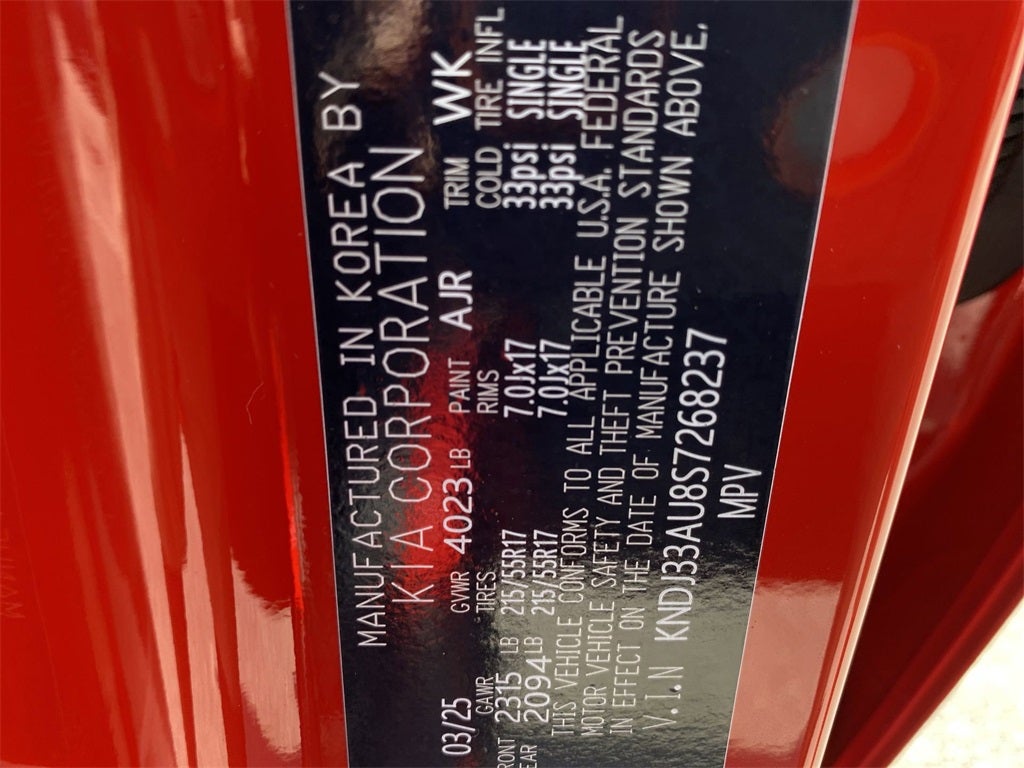 MANUFACTURED IN KOREA BY
KIA CORPORATION
03/25 GVWR 4023 LB PAINT AJR TRIM WK
GAWR TIRES RIMS COLD TIRE INFL
RONT 2315 LB 215/55R17 7.0Jx17 33psi SINGLE
EAR 2094 LB 215/55R17 7.0Jx17 33psi SINGLE
THIS VEHICLE CONFORMS TO ALL APPLICABLE U.S.A. FEDERAL
MOTOR VEHICLE SAFETY AND THEFT PREVENTION STANDARDS
IN EFFECT ON THE DATE OF MANUFACTURE SHOWN ABOVE.
V.I.N KNDJ33AU8S7268237
MPV